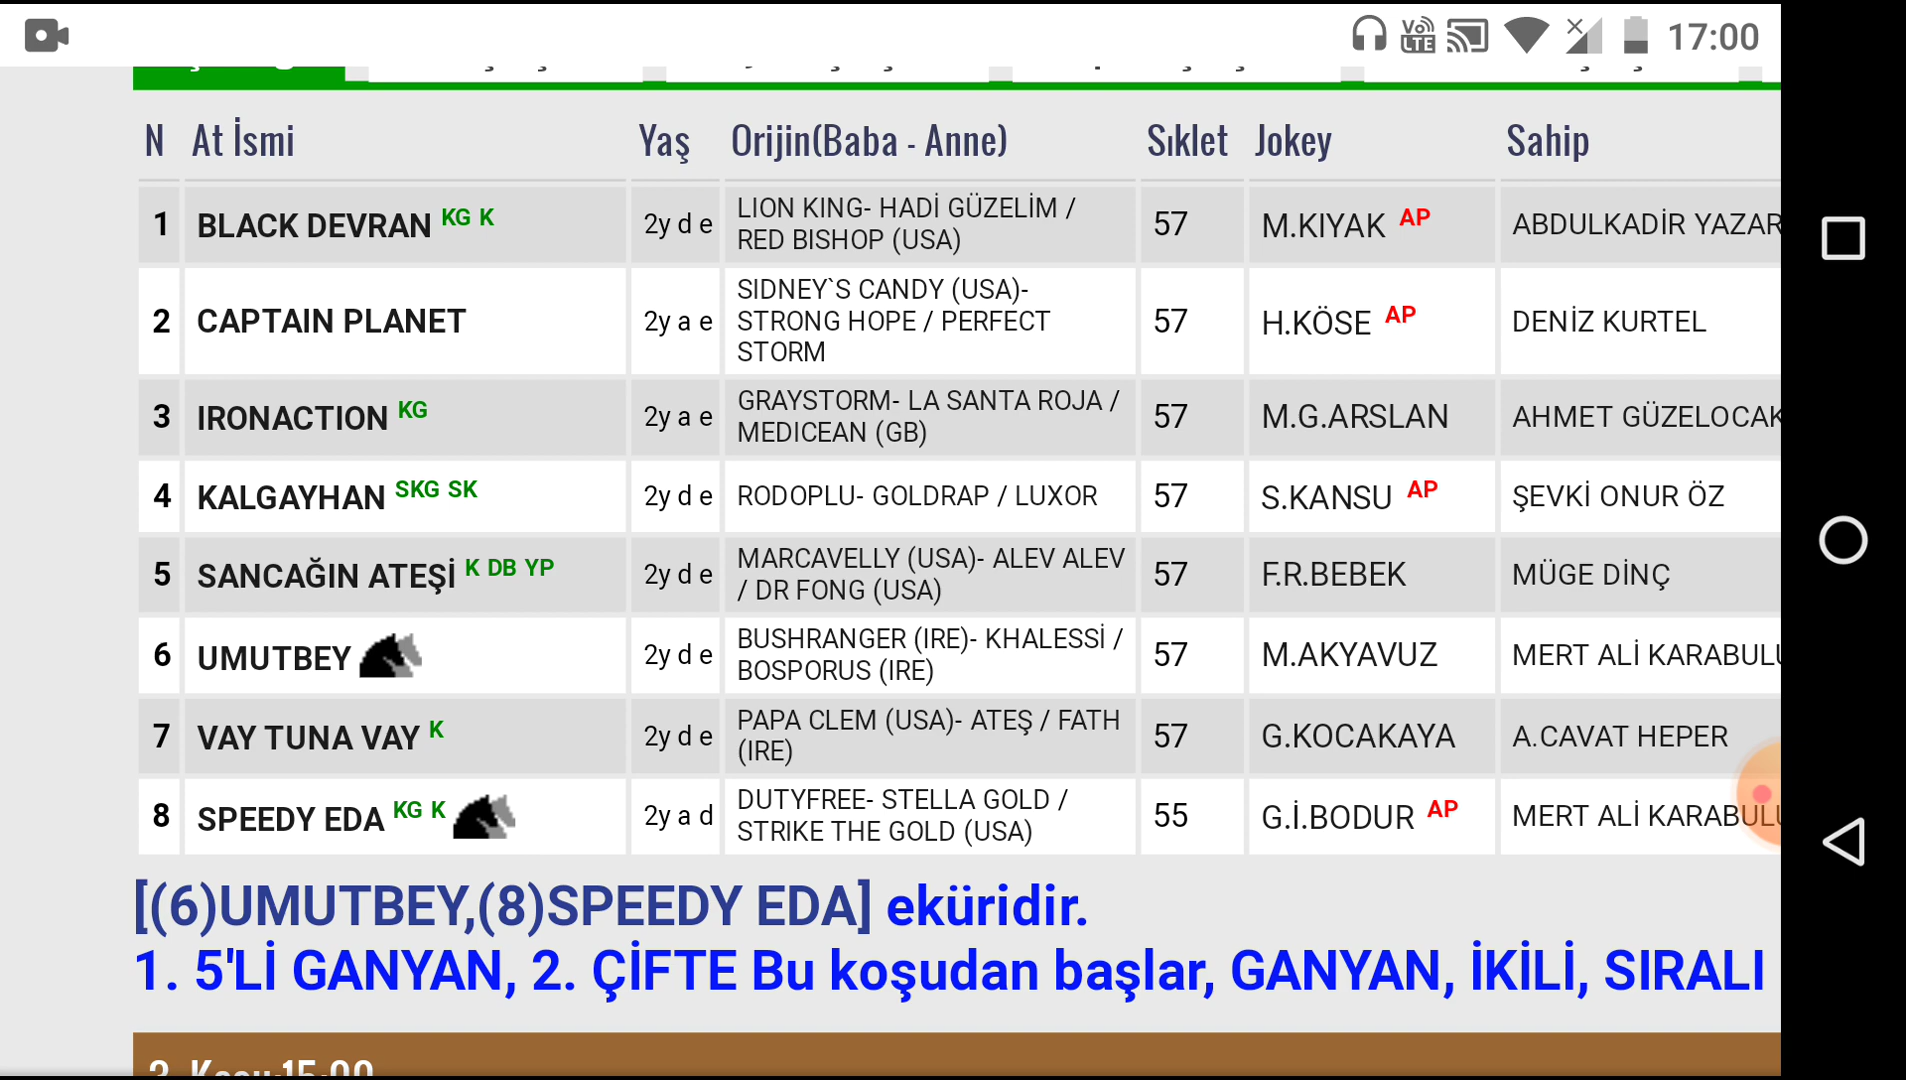 17:00
N At İsmi Yaş Orijin(Baba - Anne) Sıklet Jokey Sahip
1 BLACK DEVRAN KG K 2y d e LION KING- HADİ GÜZELİM / RED BISHOP (USA) 57 M.KIYAK AP ABDULKADİR YAZAR
2 CAPTAIN PLANET 2y a e SIDNEY`S CANDY (USA)- STRONG HOPE / PERFECT STORM 57 H.KÖSE AP DENİZ KURTEL
3 IRONACTION KG 2y a e GRAYSTORM- LA SANTA ROJA / MEDICEAN (GB) 57 M.G.ARSLAN AHMET GÜZELOCAK
4 KALGAYHAN SKG SK 2y d e RODOPLU- GOLDRAP / LUXOR 57 S.KANSU AP ŞEVKİ ONUR ÖZ
5 SANCAĞIN ATEŞİ K DB YP 2y d e MARCAVELLY (USA)- ALEV ALEV / DR FONG (USA) 57 F.R.BEBEK MÜGE DİNÇ
6 UMUTBEY 2y d e BUSHRANGER (IRE)- KHALESSİ / BOSPORUS (IRE) 57 M.AKYAVUZ MERT ALİ KARABULU
7 VAY TUNA VAY K 2y d e PAPA CLEM (USA)- ATEŞ / FATH (IRE) 57 G.KOCAKAYA A.CAVAT HEPER
8 SPEEDY EDA KG K 2y a d DUTYFREE- STELLA GOLD / STRIKE THE GOLD (USA) 55 G.İ.BODUR AP MERT ALİ KARABULU
[(6)UMUTBEY,(8)SPEEDY EDA] eküridir.
1. 5'Lİ GANYAN, 2. ÇİFTE Bu koşudan başlar, GANYAN, İKİLİ, SIRALI